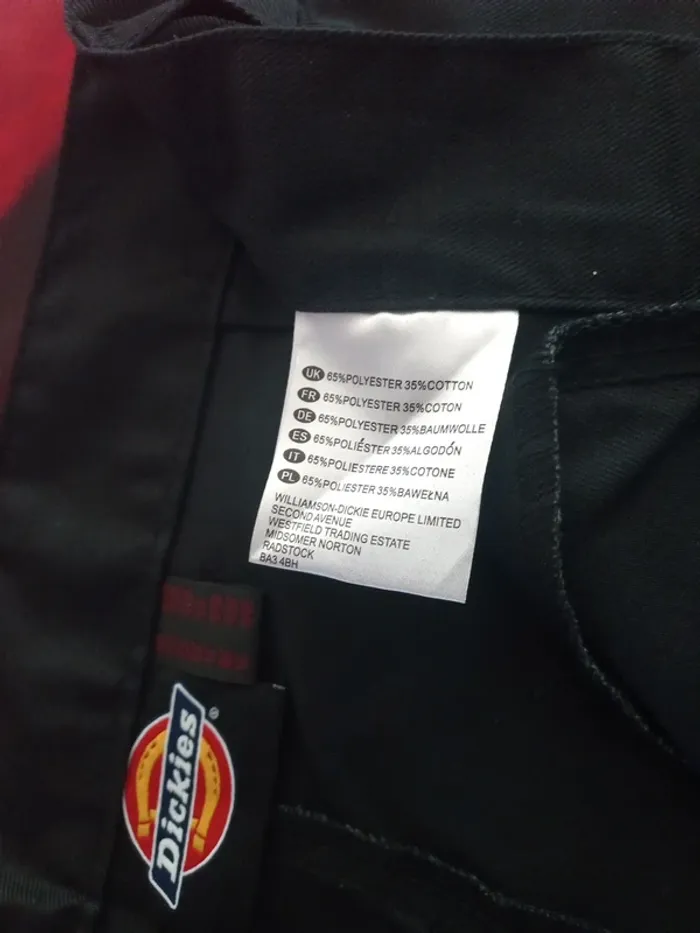 UK 65%POLYESTER 35%COTTON
FR 65%POLYESTER 35%COTON
DE 65%POLYESTER 35%BAUMWOLLE
ES 65%POLIÉSTER 35%ALGODÓN
IT 65%POLIESTERE 35%COTONE
PL 65%POLIESTER 35%BAWEŁNA
WILLIAMSON-DICKIE EUROPE LIMITED
SECOND AVENUE
WESTFIELD TRADING ESTATE
MIDSOMER NORTON
RADSTOCK
BA3 4BH
Dickies®